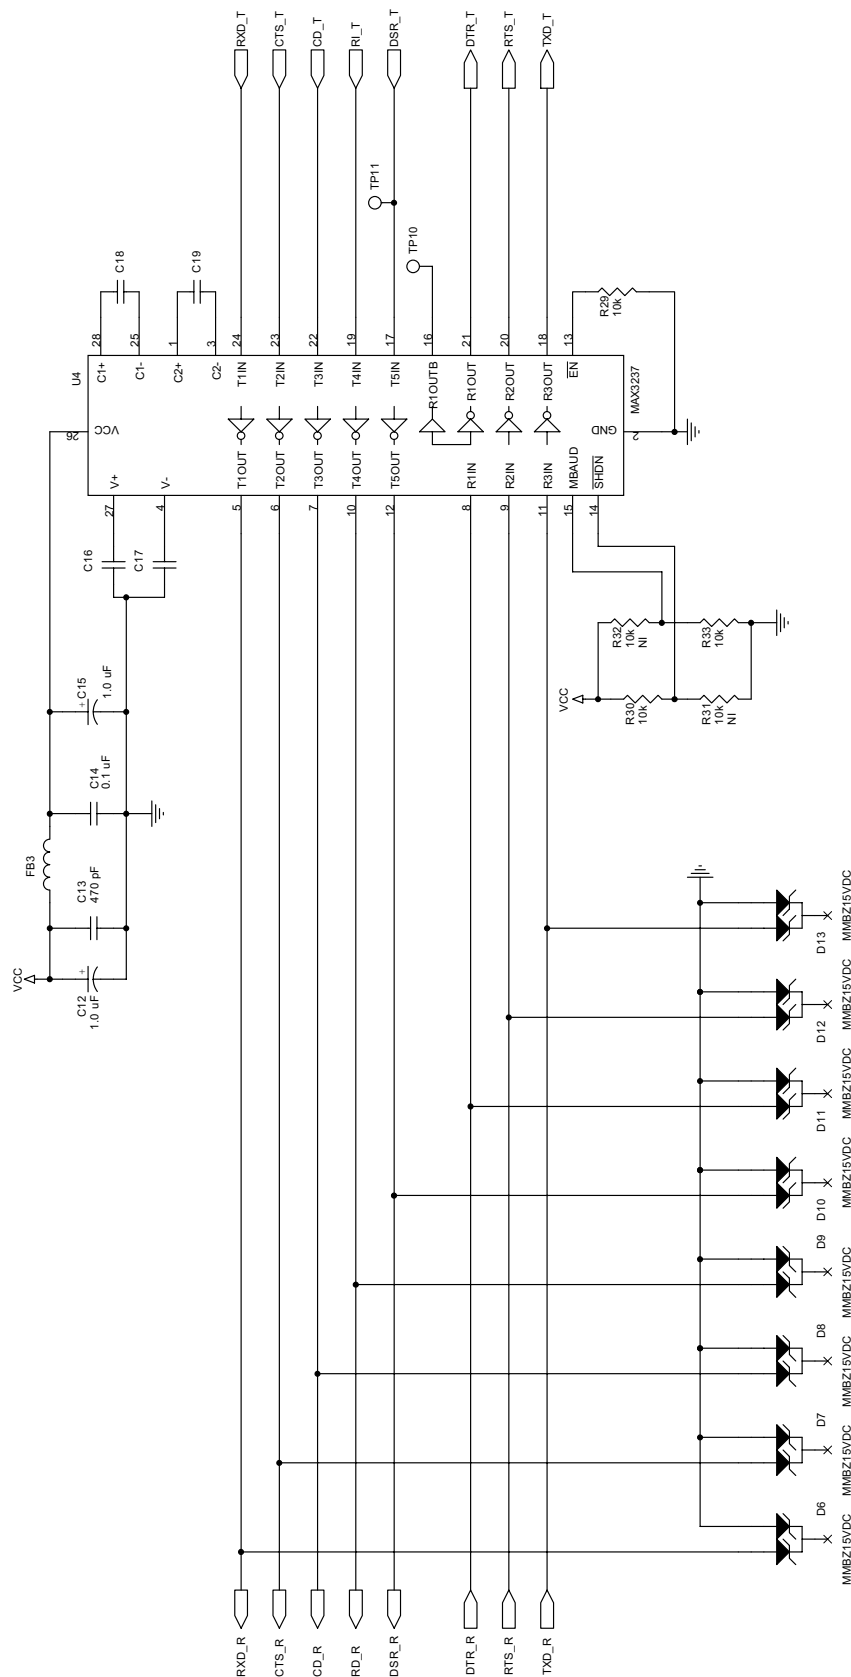 VCC
C12
1.0 uF
+
C13
470 pF
FB3
C14
0.1 uF
+
C15
1.0 uF
C16
C17
27
4
26
V+
V-
VCC
U4
C1+
28
C18
C1-
25
C2+
1
C19
C2-
3
RXD_R
5
T1OUT
T1IN
24
RXD_T
CTS_R
6
T2OUT
T2IN
23
CTS_T
CD_R
7
T3OUT
T3IN
22
CD_T
RD_R
10
T4OUT
T4IN
19
RI_T
DSR_R
12
T5OUT
T5IN
17
TP11
DSR_T
R1OUTB
16
TP10
DTR_R
8
R1IN
R1OUT
21
DTR_T
RTS_R
9
R2IN
R2OUT
20
RTS_T
TXD_R
11
R3IN
R3OUT
18
TXD_T
15
MBAUD
EN
13
14
SHDN
GND
2
MAX3237
R29
10k
VCC
R32
10k
NI
R33
10k
R30
10k
R31
10k
NI
D6
MMBZ15VDC
D7
MMBZ15VDC
D8
MMBZ15VDC
D9
MMBZ15VDC
D10
MMBZ15VDC
D11
MMBZ15VDC
D12
MMBZ15VDC
D13
MMBZ15VDC